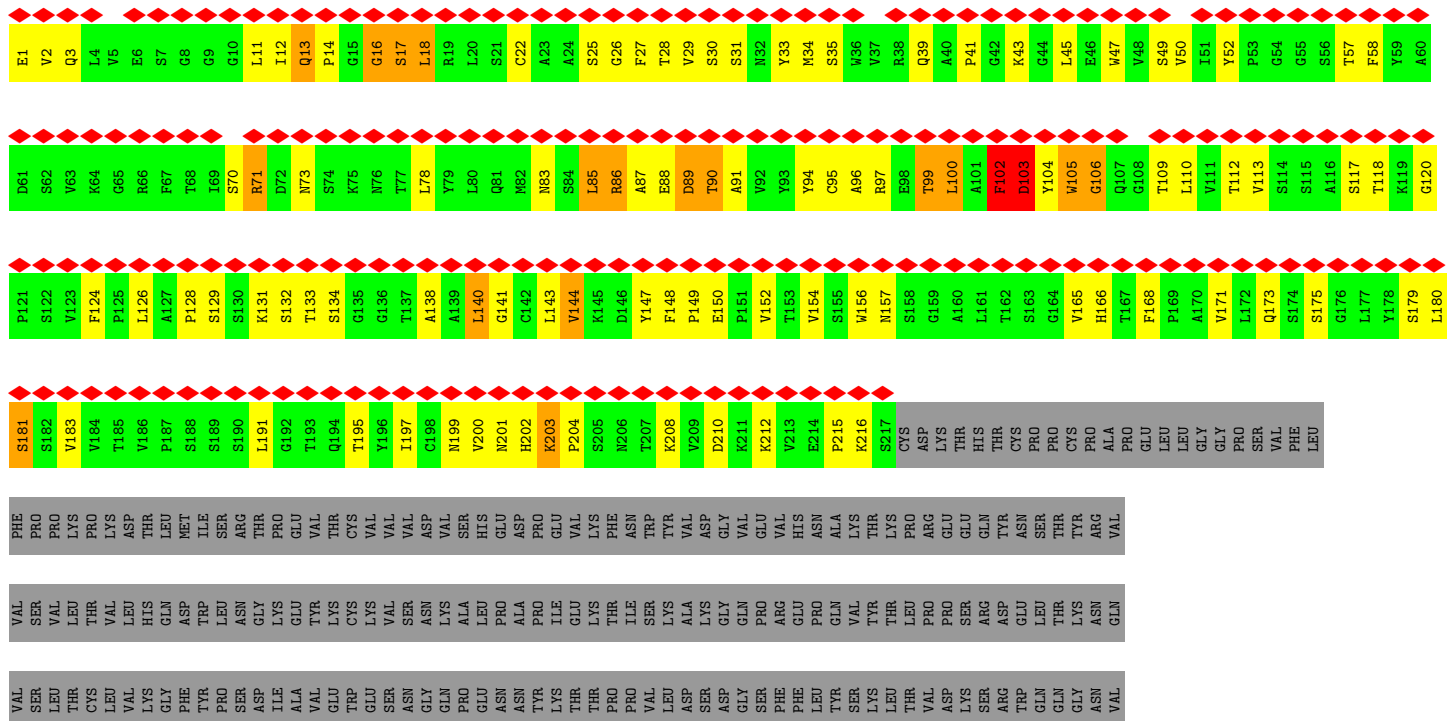 E1 V2 Q3 L4 V5 E6 S7 G8 G9 G10 L11 I12 Q13 P14 G15 G16 S17 L18 R19 L20 S21 C22 A23 A24 S25 G26 F27 T28 V29 S30 S31 N32 Y33 M34 S35 W36 V37 R38 Q39 A40 P41 G42 K43 G44 L45 E46 W47 V48 S49 V50 I51 Y52 P53 G54 G55 S56 T57 F58 Y59 A60
D61 S62 V63 K64 G65 R66 F67 T68 I69 S70 R71 D72 N73 S74 K75 N76 T77 L78 Y79 L80 Q81 M82 N83 S84 L85 R86 A87 E88 D89 T90 A91 V92 Y93 Y94 C95 A96 R97 E98 T99 L100 A101 F102 D103 Y104 W105 G106 Q107 G108 T109 L110 V111 T112 V113 S114 S115 A116 S117 T118 K119 G120
P121 S122 V123 F124 P125 L126 A127 P128 S129 S130 K131 S132 T133 S134 G135 G136 T137 A138 A139 L140 G141 C142 L143 V144 K145 D146 Y147 F148 P149 E150 P151 V152 T153 V154 S155 W156 N157 S158 G159 A160 L161 T162 S163 G164 V165 H166 T167 F168 P169 A170 V171 L172 Q173 S174 S175 G176 L177 Y178 S179 L180
S181 S182 V183 V184 T185 V186 P187 S188 S189 S190 L191 G192 T193 Q194 T195 Y196 I197 C198 N199 V200 N201 H202 K203 P204 S205 N206 T207 K208 V209 D210 K211 K212 V213 E214 P215 K216 S217 CYS ASP LYS THR HIS THR CYS PRO PRO CYS PRO ALA PRO GLU LEU LEU GLY GLY PRO SER VAL PHE LEU
PHE PRO PRO LYS PRO LYS ASP THR LEU MET ILE SER ARG THR PRO GLU VAL THR CYS VAL VAL VAL ASP VAL SER HIS GLU ASP PRO GLU VAL LYS PHE ASN TRP TYR VAL ASP GLY VAL GLU VAL HIS ASN ALA LYS THR LYS PRO ARG GLU GLU GLN TYR ASN SER THR TYR ARG VAL
VAL SER VAL LEU THR VAL LEU HIS GLN ASP TRP LEU ASN GLY LYS GLU TYR LYS CYS LYS VAL SER ASN LYS ALA LEU PRO ALA PRO ILE GLU LYS THR ILE SER LYS ALA LYS GLY GLN PRO ARG GLU PRO GLN VAL TYR THR LEU PRO PRO SER ARG ASP GLU LEU THR LYS ASN GLN
VAL SER LEU THR CYS LEU VAL LYS GLY PHE TYR PRO SER ASP ILE ALA VAL GLU TRP GLU SER ASN GLY GLN PRO GLU ASN ASN TYR LYS THR THR PRO PRO VAL LEU ASP SER ASP GLY SER PHE PHE LEU TYR SER LYS LEU THR VAL ASP LYS SER ARG TRP GLN GLN GLY ASN VAL